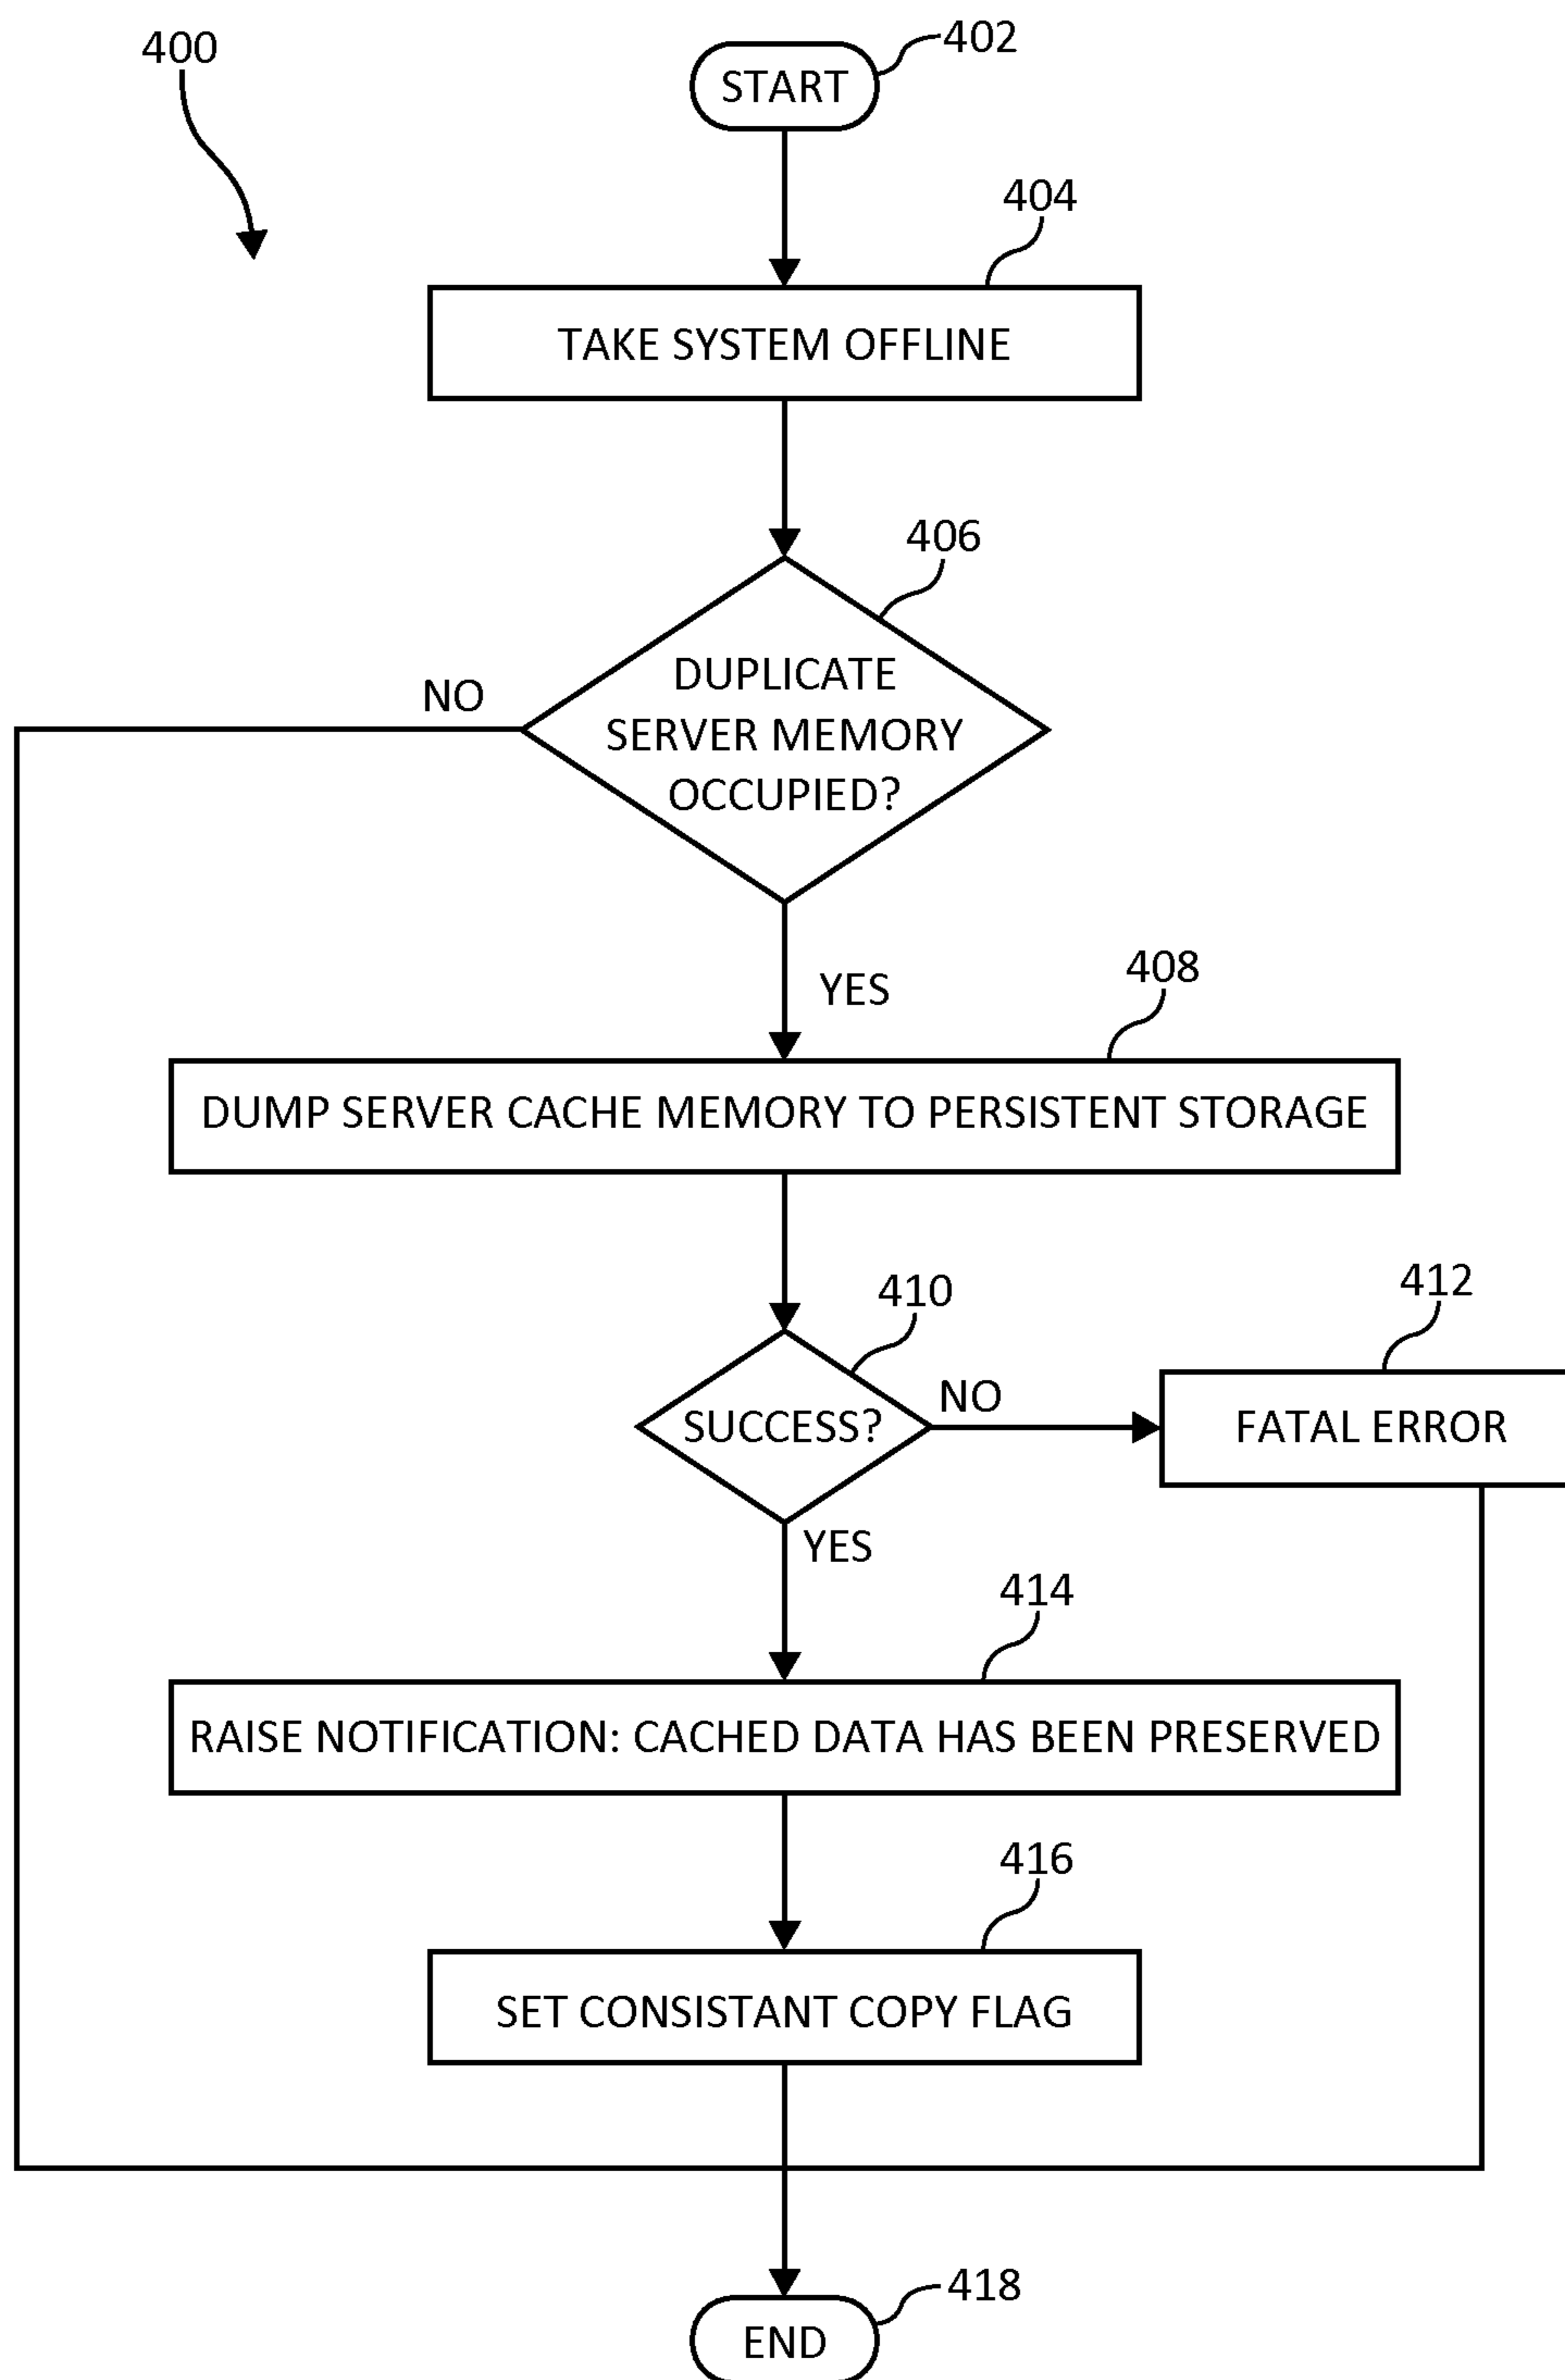 400
402
START
404
TAKE SYSTEM OFFLINE
406
DUPLICATE
SERVER MEMORY
OCCUPIED?
NO
YES
408
DUMP SERVER CACHE MEMORY TO PERSISTENT STORAGE
410
SUCCESS?
NO
412
FATAL ERROR
YES
414
RAISE NOTIFICATION: CACHED DATA HAS BEEN PRESERVED
416
SET CONSISTANT COPY FLAG
418
END